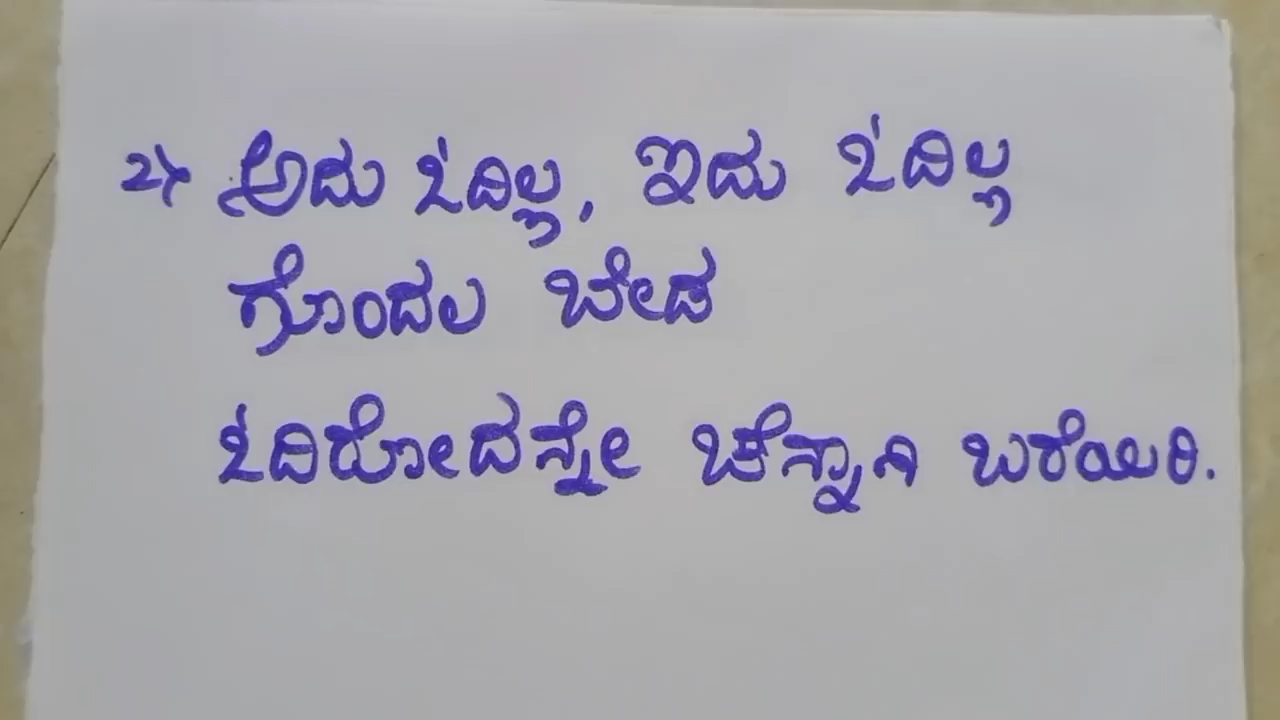 2) ಅದು ಓದಿಲ್ಲ, ಇದು ಓದಿಲ್ಲ
ಗೊಂದಲ ಬೇಡ
ಓದಿರೋದನ್ನೇ ಚೆನ್ನಾಗಿ ಬರೆಯಿರಿ.